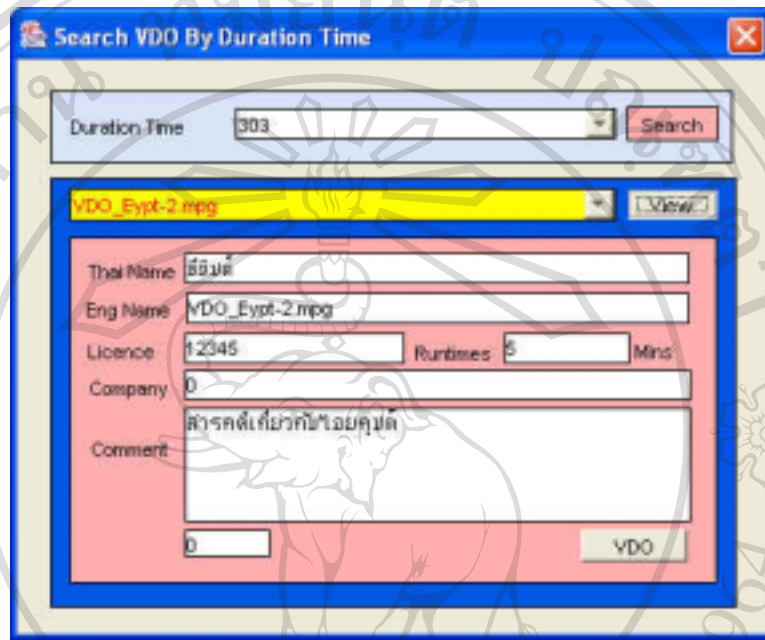 Search VDO By Duration Time
Duration Time 303 Search
VDO_Eypt-2.mpg View
Thai Name อียิปต์
Eng Name VDO_Eypt-2.mpg
Licence 12345 Runtimes 5 Mins
Company 0
สารคดีเกี่ยวกับไอยคุปต์
Comment
0 VDO